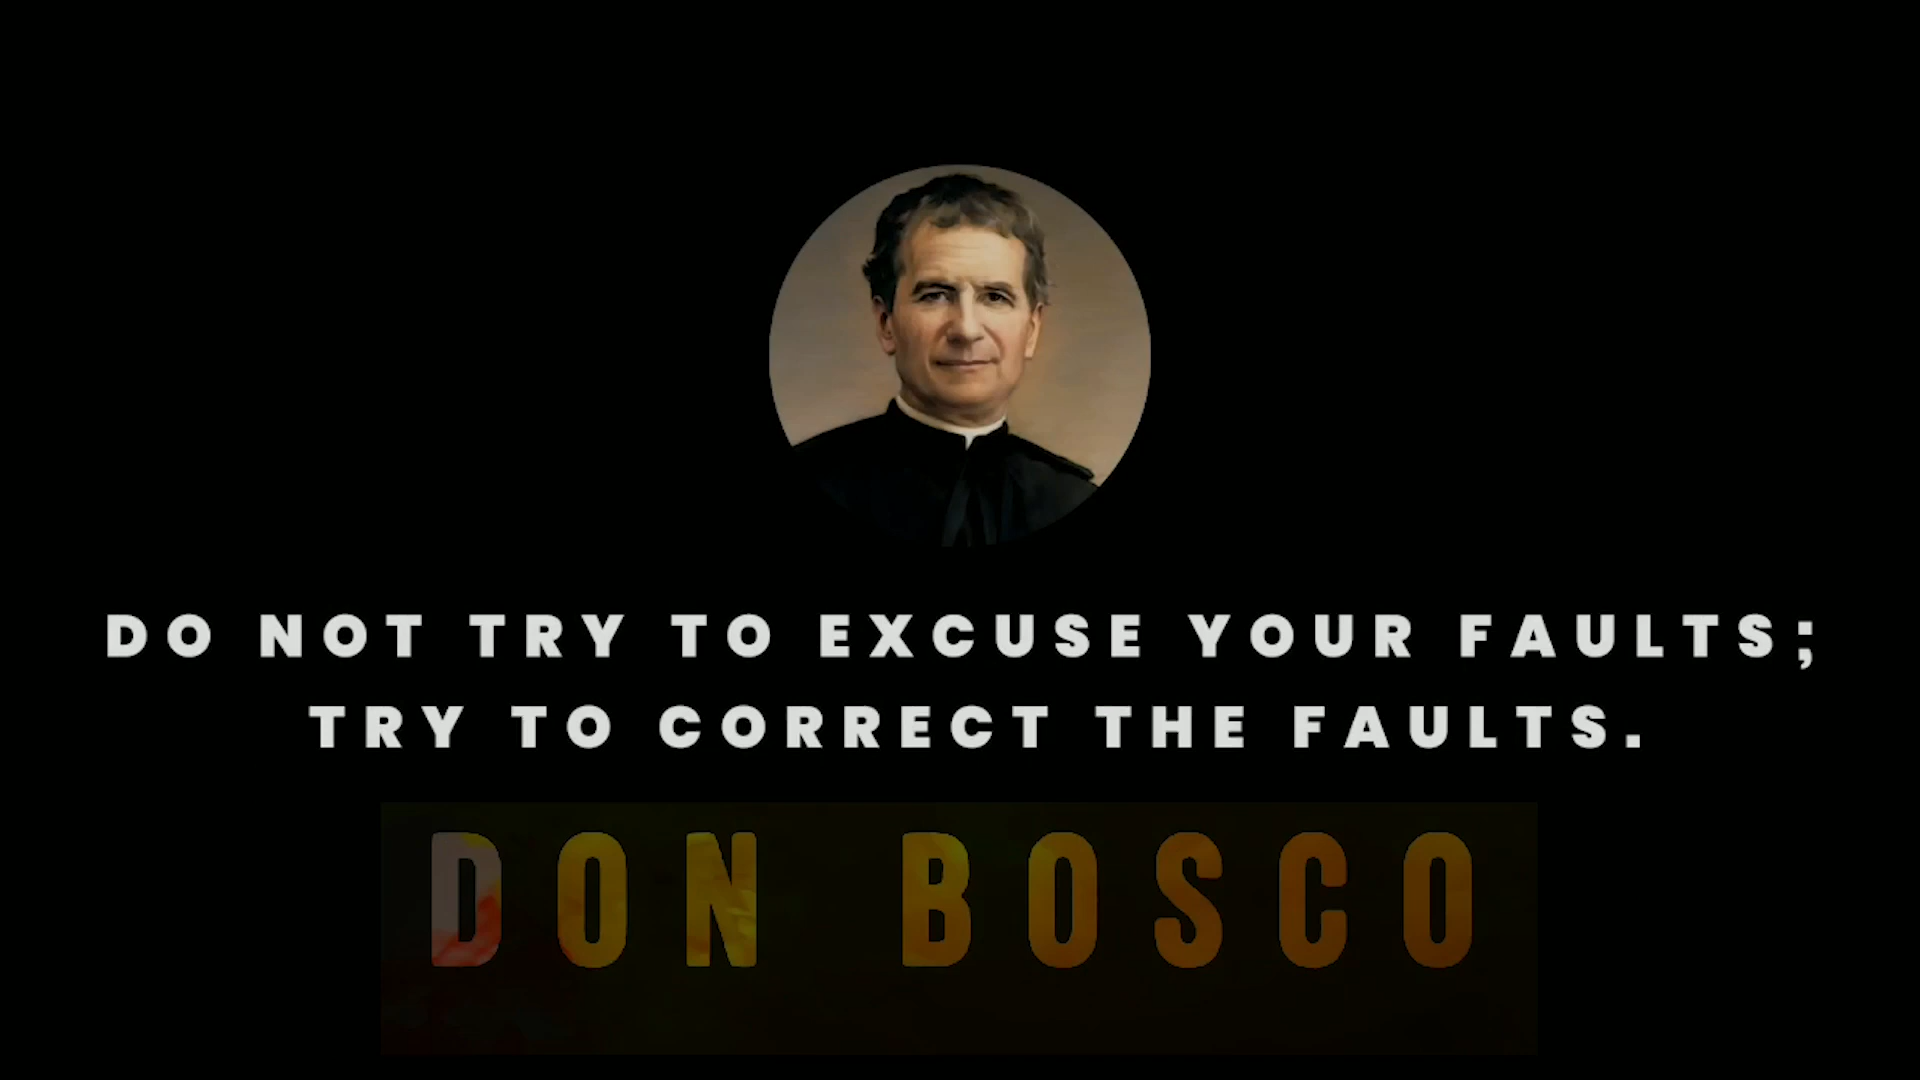 DO NOT TRY TO EXCUSE YOUR FAULTS;
TRY TO CORRECT THE FAULTS.
DON BOSCO